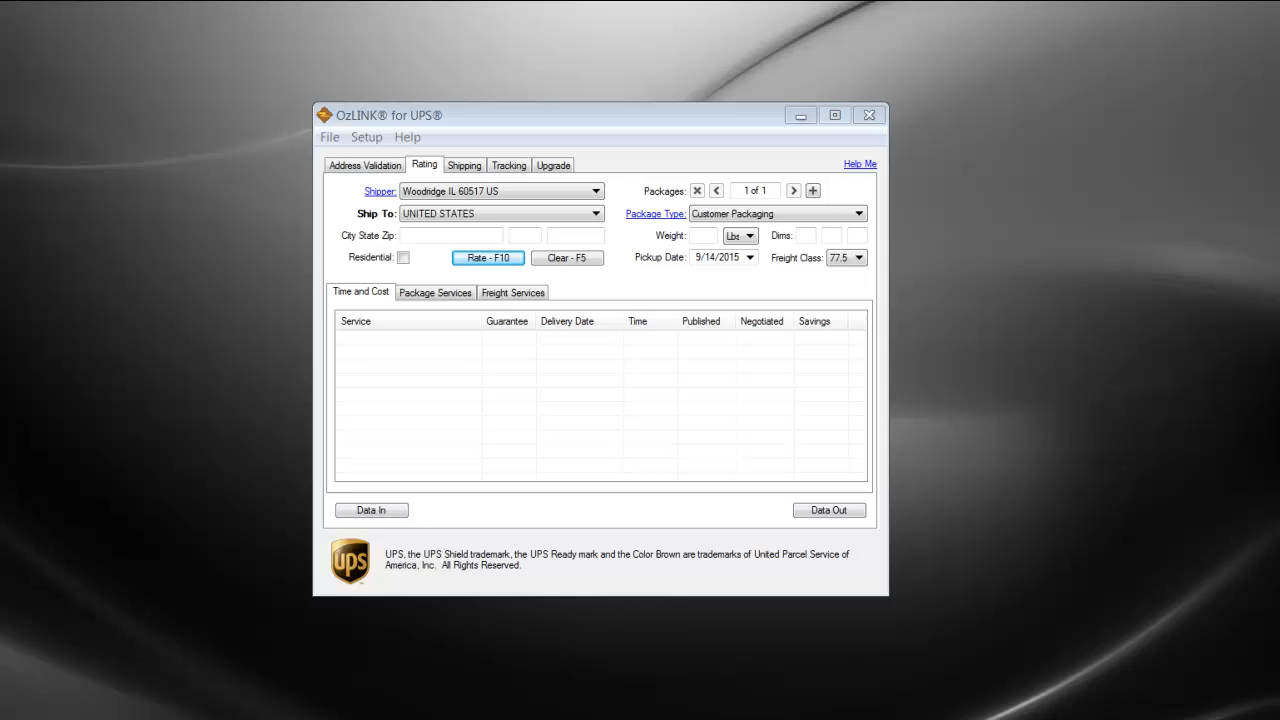 OzLINK® for UPS®
File Setup Help
Address Validation Rating Shipping Tracking Upgrade Help Me
Shipper: Woodridge IL 60517 US Packages: 1 of 1
Ship To: UNITED STATES Package Type: Customer Packaging
City State Zip: Weight: Lbs Dims:
Residential: Rate - F10 Clear - F5 Pickup Date: 9/14/2015 Freight Class: 77.5
Time and Cost Package Services Freight Services
Service Guarantee Delivery Date Time Published Negotiated Savings
Data In Data Out
ups UPS, the UPS Shield trademark, the UPS Ready mark and the Color Brown are trademarks of United Parcel Service of
America, Inc. All Rights Reserved.